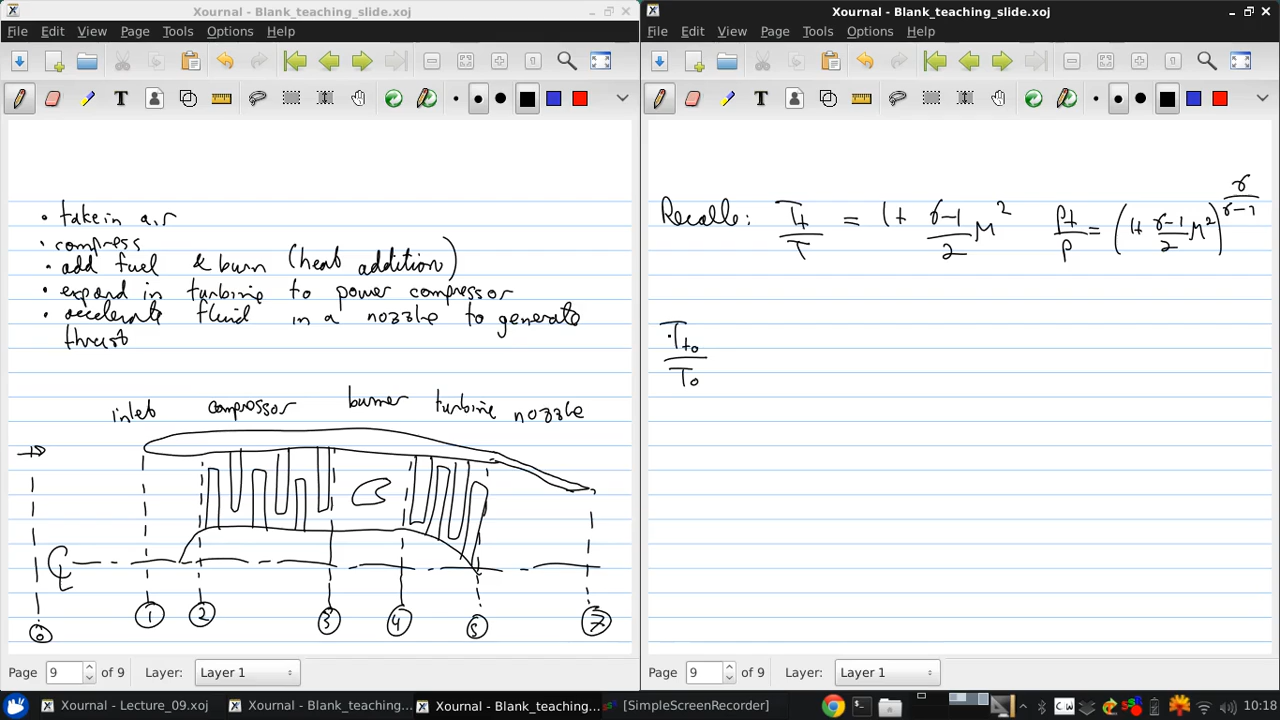 Xournal - Blank_teaching_slide.xoj
File Edit View Page Tools Options Help
• take in air
• compress
• add fuel & burn (heat addition)
• expand in turbine to power compressor
• accelerate fluid in a nozzle to generate
thrust
inlet compressor burner turbine nozzle
CL
0 1 2 3 4 5 7
Page 9 of 9 Layer: Layer 1
Xournal - Blank_teaching_slide.xoj
File Edit View Page Tools Options Help
Recall: Tt/T = 1+ γ-1/2 M² Pt/P = (1+ γ-1/2 M²)^γ/γ-1
Tt0/T0
Page 9 of 9 Layer: Layer 1
Xournal - Lecture_09.xoj Xournal - Blank_teaching... Xournal - Blank_teaching... [SimpleScreenRecorder] 10:18